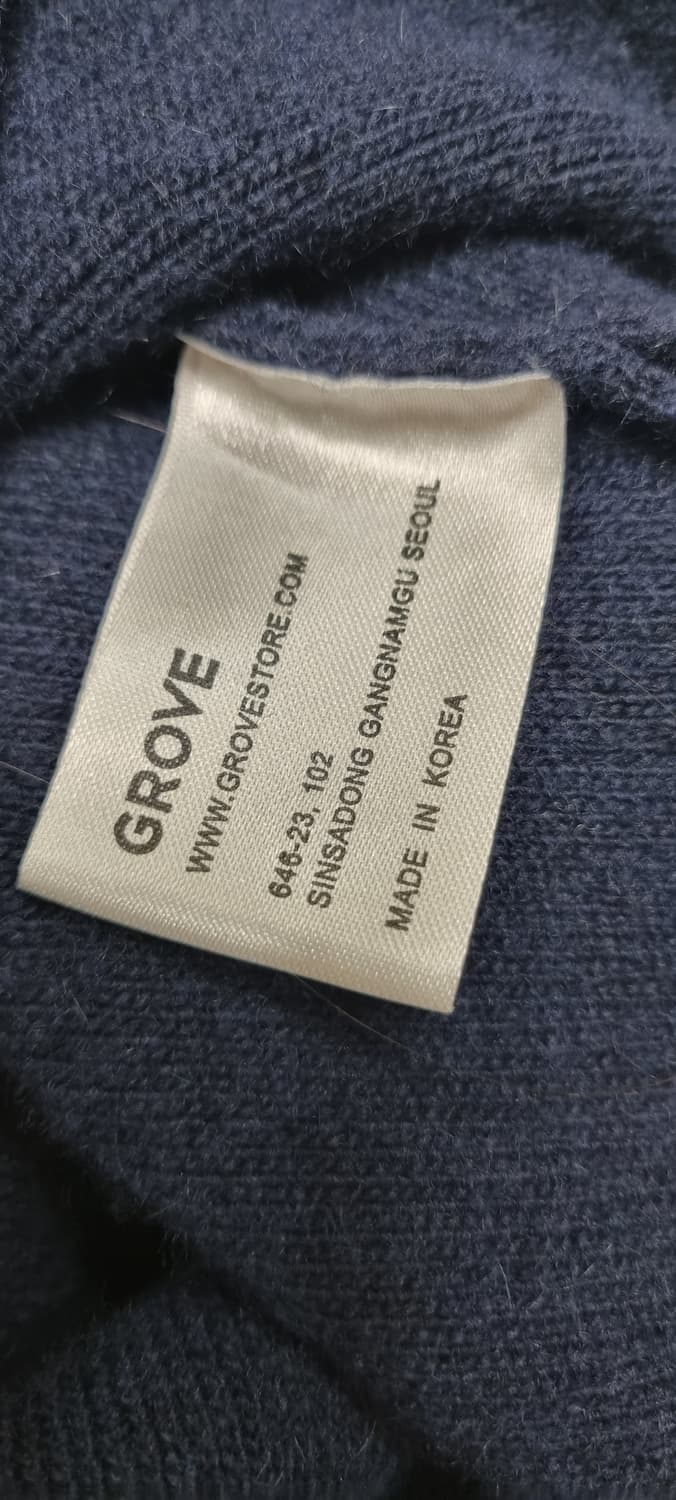 GROVE
WWW.GROVESTORE.COM
646-23, 102
SINSADONG GANGNAMGU SEOUL
MADE IN KOREA